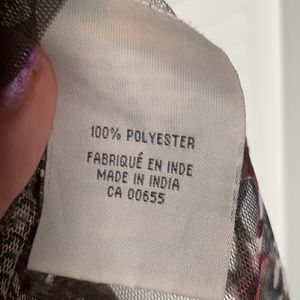 100% POLYESTER
FABRIQUÉ EN INDE
MADE IN INDIA
CA 00655